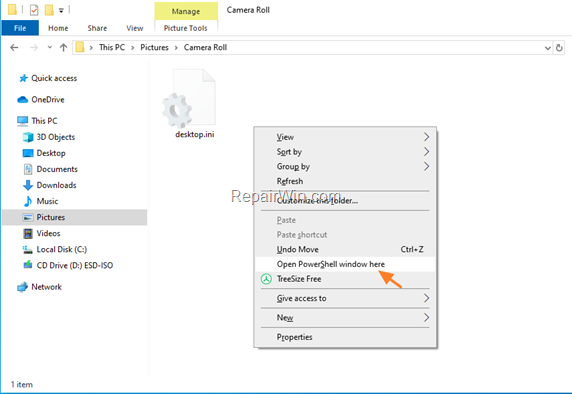 Manage
Camera Roll
File
Home
Share
View
Picture Tools
This PC
Pictures
Camera Roll
Quick access
OneDrive
This PC
3D Objects
Desktop
Documents
Downloads
Music
Pictures
Videos
Local Disk (C:)
CD Drive (D:) ESD-ISO
Network
desktop.ini
View
Sort by
Group by
Refresh
RepairWin.com
Customize this folder...
Paste
Paste shortcut
Undo Move Ctrl+Z
Open PowerShell window here
TreeSize Free
Give access to
New
Properties
1 item